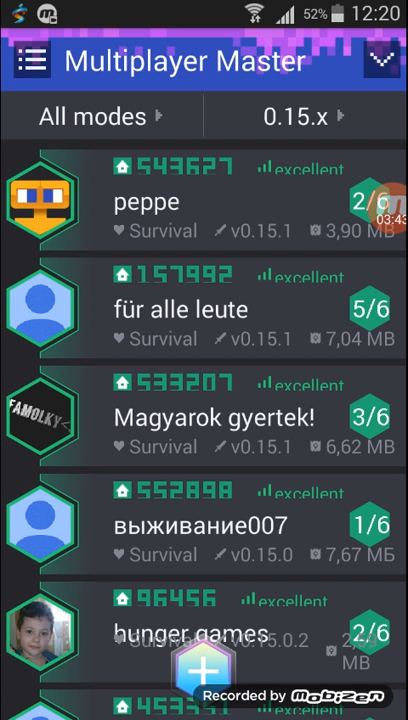 52% 12:20
Multiplayer Master
All modes 0.15.x
543627 excellent
peppe 2/6
03:43
Survival v0.15.1 3,90 MB
157992 excellent
für alle leute 5/6
Survival v0.15.1 7,04 MB
533207 excellent
FAMOLKY<
Magyarok gyertek! 3/6
Survival v0.15.1 6,62 MB
552898 excellent
выживание007 1/6
Survival v0.15.0 7,67 МБ
96456 excellent
hunger games 2/6
Survival v0.15.0.2 MB
Recorded by mobizen
453351 excellent